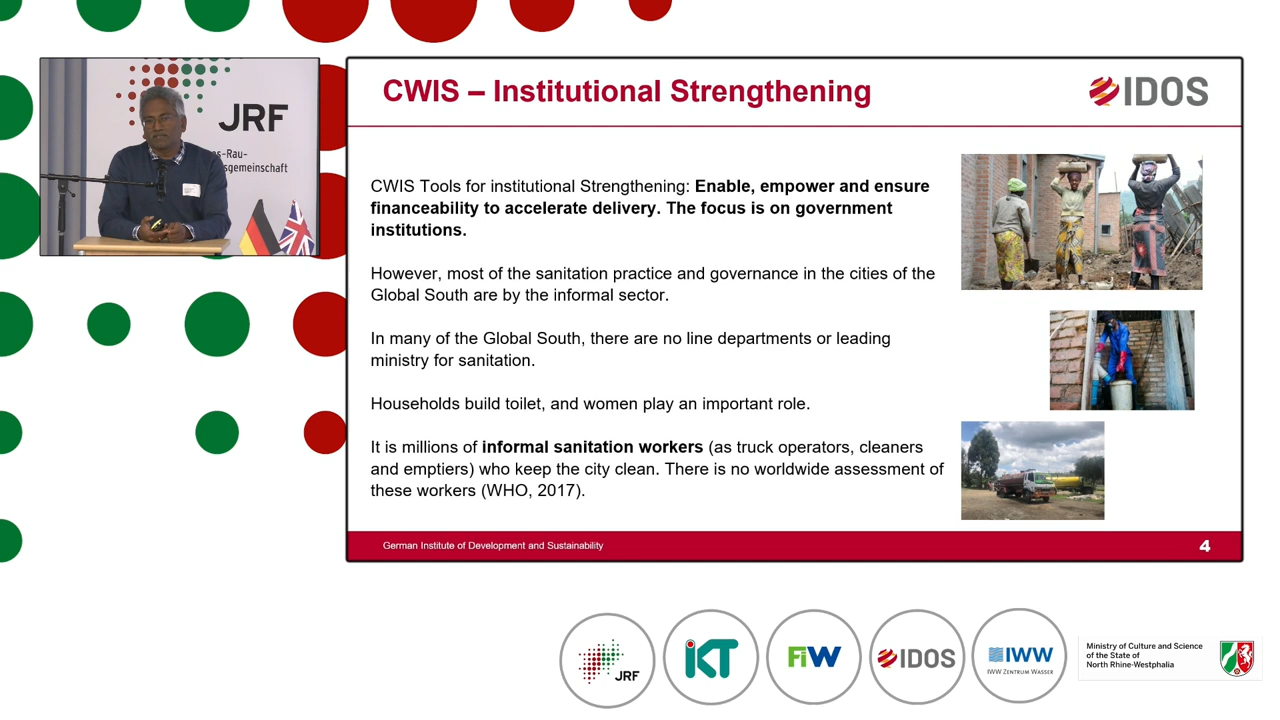 JRF
s-Rau-
sgemeinschaft
CWIS – Institutional Strengthening
IDOS
CWIS Tools for institutional Strengthening: Enable, empower and ensure
financeability to accelerate delivery. The focus is on government
institutions.
However, most of the sanitation practice and governance in the cities of the
Global South are by the informal sector.
In many of the Global South, there are no line departments or leading
ministry for sanitation.
Households build toilet, and women play an important role.
It is millions of informal sanitation workers (as truck operators, cleaners
and emptiers) who keep the city clean. There is no worldwide assessment of
these workers (WHO, 2017).
German Institute of Development and Sustainability
4
JRF
iKT
FiW
IDOS
IWW
IWW ZENTRUM WASSER
Ministry of Culture and Science
of the State of
North Rhine-Westphalia